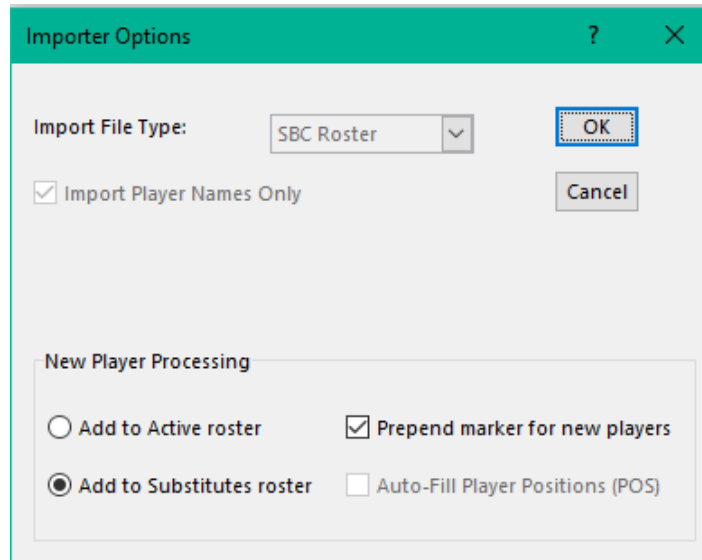 Importer Options ?
Import File Type: SBC Roster OK
Import Player Names Only Cancel
New Player Processing
Add to Active roster Prepend marker for new players
Add to Substitutes roster Auto-Fill Player Positions (POS)